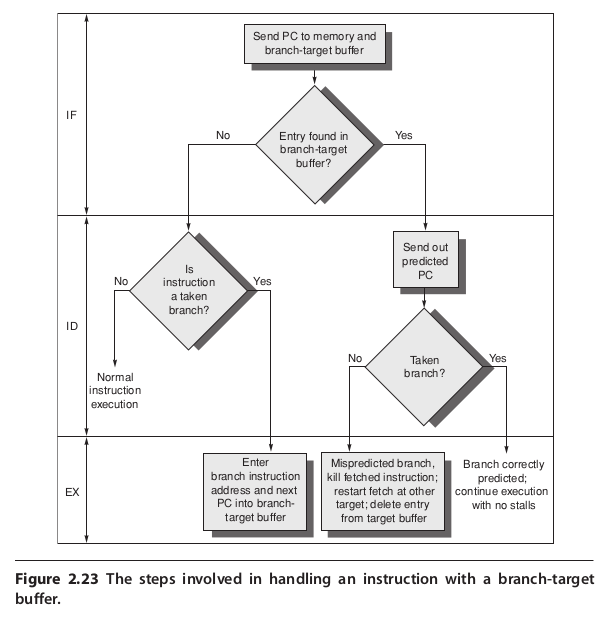 Send PC to memory and
branch-target buffer
IF
No
Entry found in
branch-target
buffer?
Yes
ID
No
Is
instruction
a taken
branch?
Yes
Send out
predicted
PC
Normal
instruction
execution
No
Taken
branch?
Yes
EX
Enter
branch instruction
address and next
PC into branch-
target buffer
Mispredicted branch,
kill fetched instruction;
restart fetch at other
target; delete entry
from target buffer
Branch correctly
predicted;
continue execution
with no stalls
Figure 2.23 The steps involved in handling an instruction with a branch-target
buffer.